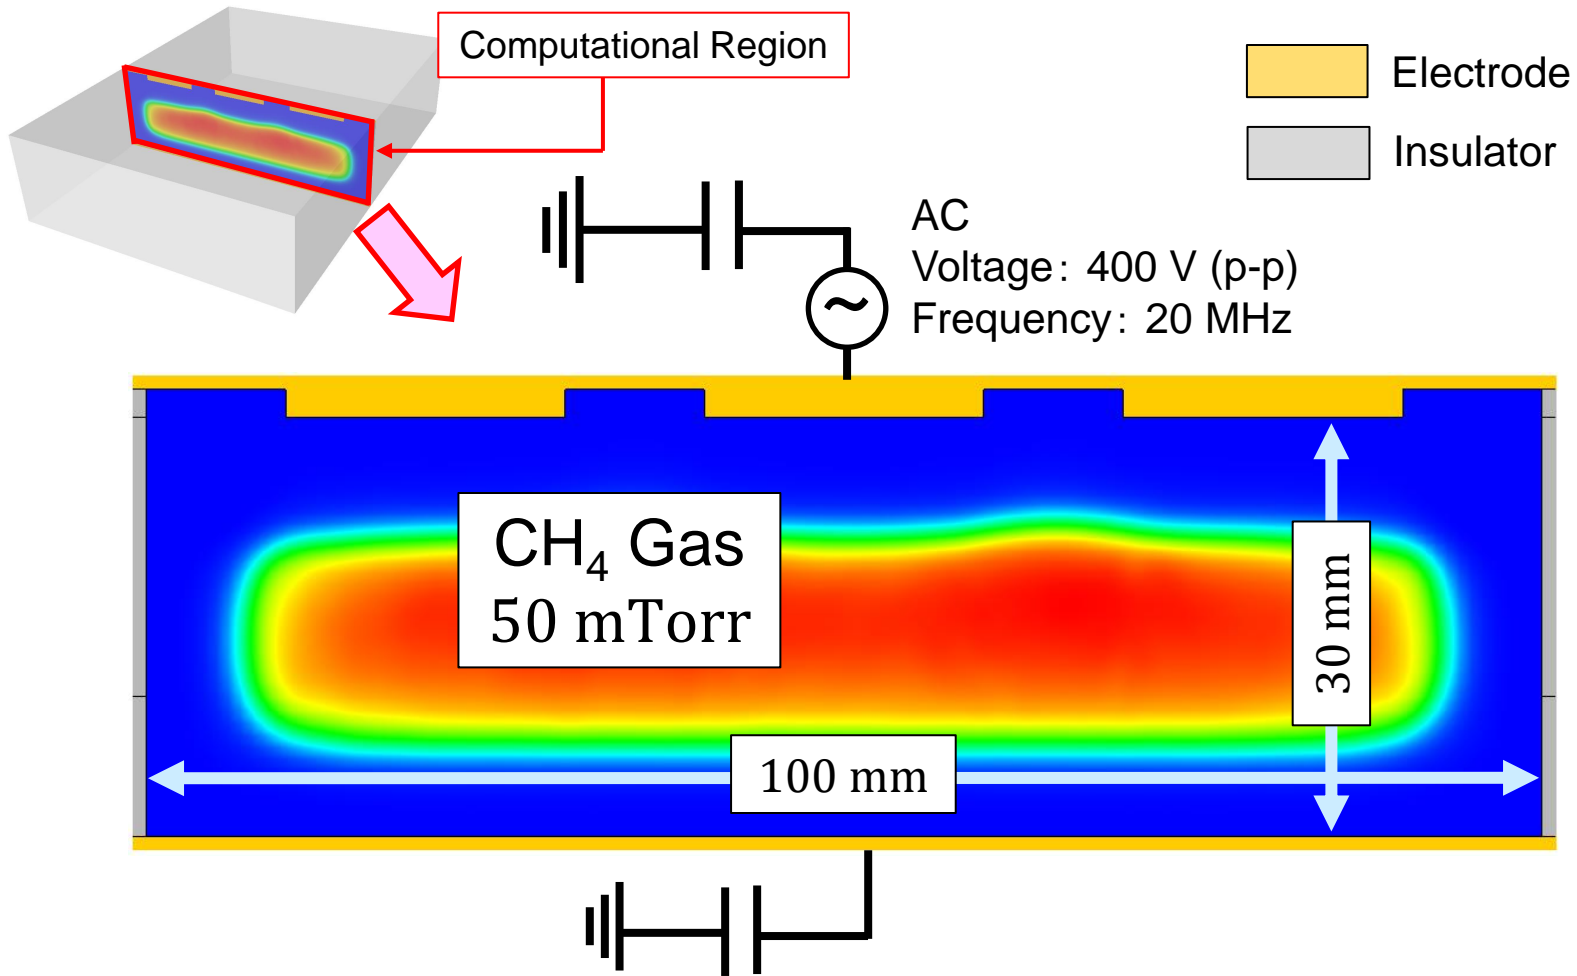 Computational Region
Electrode
Insulator
AC
Voltage: 400 V (p-p)
Frequency: 20 MHz
~
CH₄ Gas
50 mTorr
30 mm
100 mm